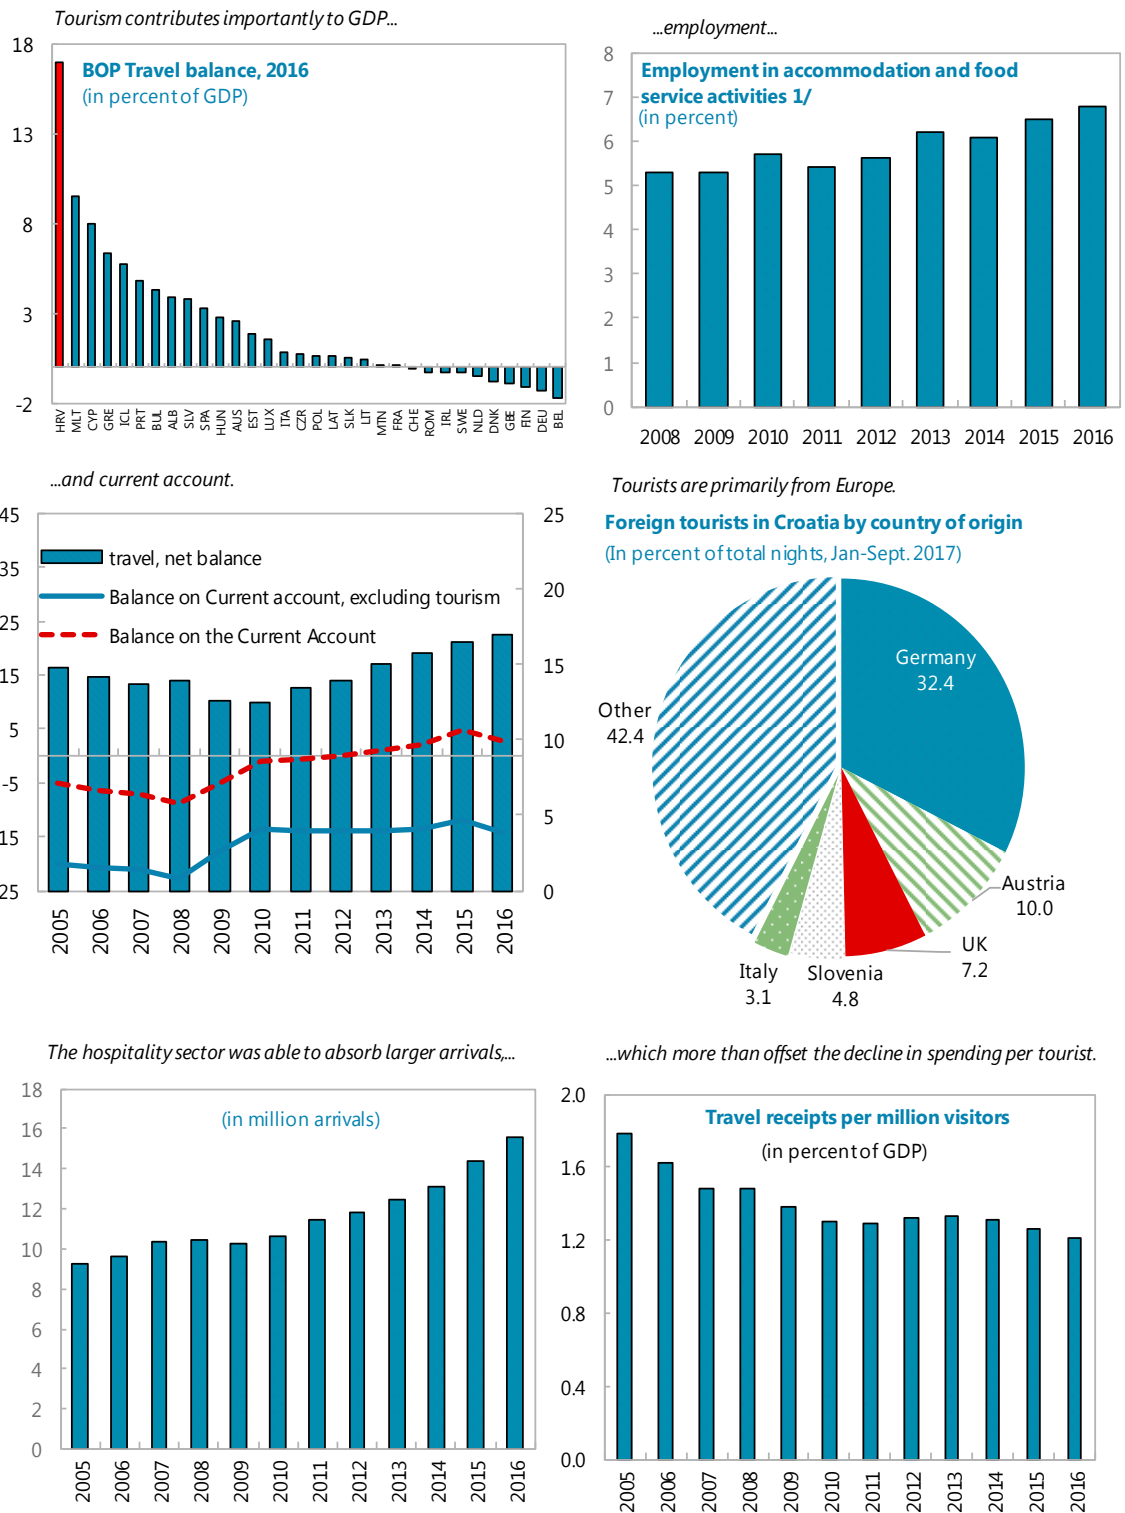 Tourism contributes importantly to GDP...
BOP Travel balance, 2016
(in percent of GDP)
18
13
8
3
-2
HRV
MLT
CYP
GRE
ICL
PRT
BUL
ALB
SLV
SPA
HUN
AUS
EST
LUX
ITA
CZR
POL
LAT
SLK
LIT
MTN
FRA
CHE
ROM
IRL
SWE
NLD
DNK
GBE
FIN
DEU
BEL
...employment...
Employment in accommodation and food
service activities 1/
(in percent)
8
7
6
5
4
3
2
1
0
2008 2009 2010 2011 2012 2013 2014 2015 2016
...and current account.
travel, net balance
Balance on Current account, excluding tourism
Balance on the Current Account
45
35
25
15
5
-5
15
25
25
20
15
10
5
0
2005
2006
2007
2008
2009
2010
2011
2012
2013
2014
2015
2016
Tourists are primarily from Europe.
Foreign tourists in Croatia by country of origin
(In percent of total nights, Jan-Sept. 2017)
Germany
32.4
Austria
10.0
UK
7.2
Slovenia
4.8
Italy
3.1
Other
42.4
The hospitality sector was able to absorb larger arrivals,...
(in million arrivals)
18
16
14
12
10
8
6
4
2
0
2005
2006
2007
2008
2009
2010
2011
2012
2013
2014
2015
2016
...which more than offset the decline in spending per tourist.
Travel receipts per million visitors
(in percent of GDP)
2.0
1.6
1.2
0.8
0.4
0.0
2005
2006
2007
2008
2009
2010
2011
2012
2013
2014
2015
2016